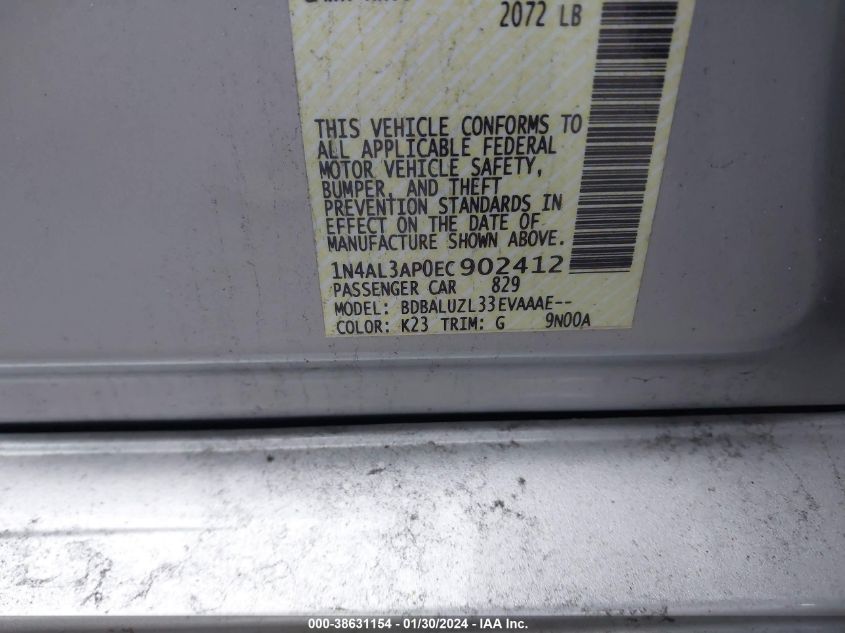 2072 LB
THIS VEHICLE CONFORMS TO
ALL APPLICABLE FEDERAL
MOTOR VEHICLE SAFETY,
BUMPER, AND THEFT
PREVENTION STANDARDS IN
EFFECT ON THE DATE OF
MANUFACTURE SHOWN ABOVE.
1N4AL3AP0EC902412
PASSENGER CAR 829
MODEL: BDBALUZL33EVAAAE--
COLOR: K23 TRIM: G 9N00A
000-38631154 - 01/30/2024 - IAA Inc.